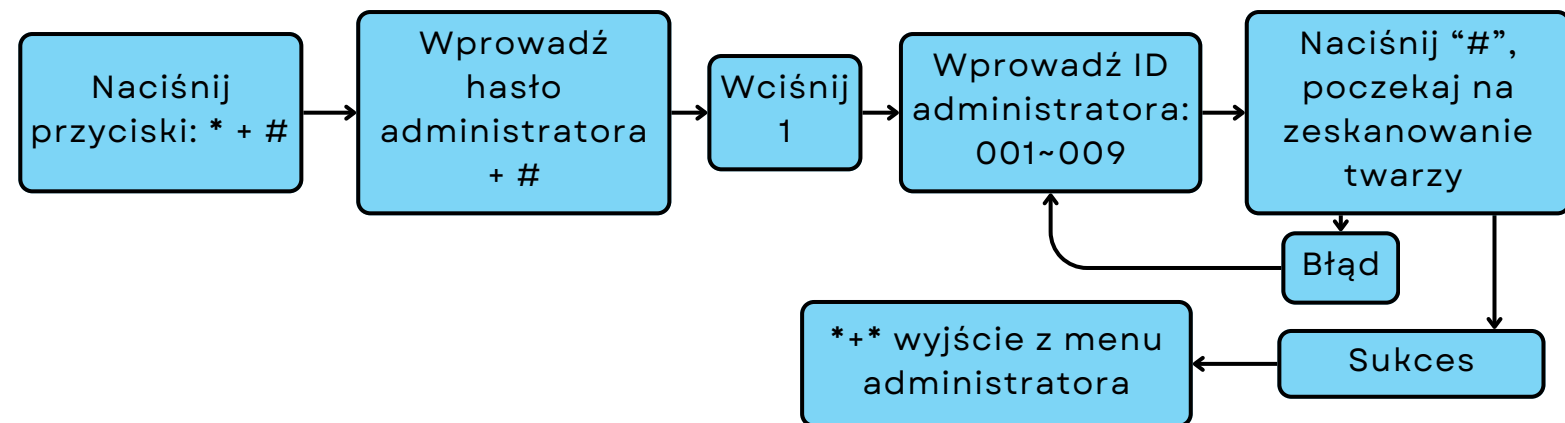 Naciśnij
przyciski: * + #
Wprowadź
hasło
administratora
+ #
Wciśnij
1
Wprowadź ID
administratora:
001~009
Naciśnij “#”,
poczekaj na
zeskanowanie
twarzy
Błąd
Sukces
*+* wyjście z menu
administratora